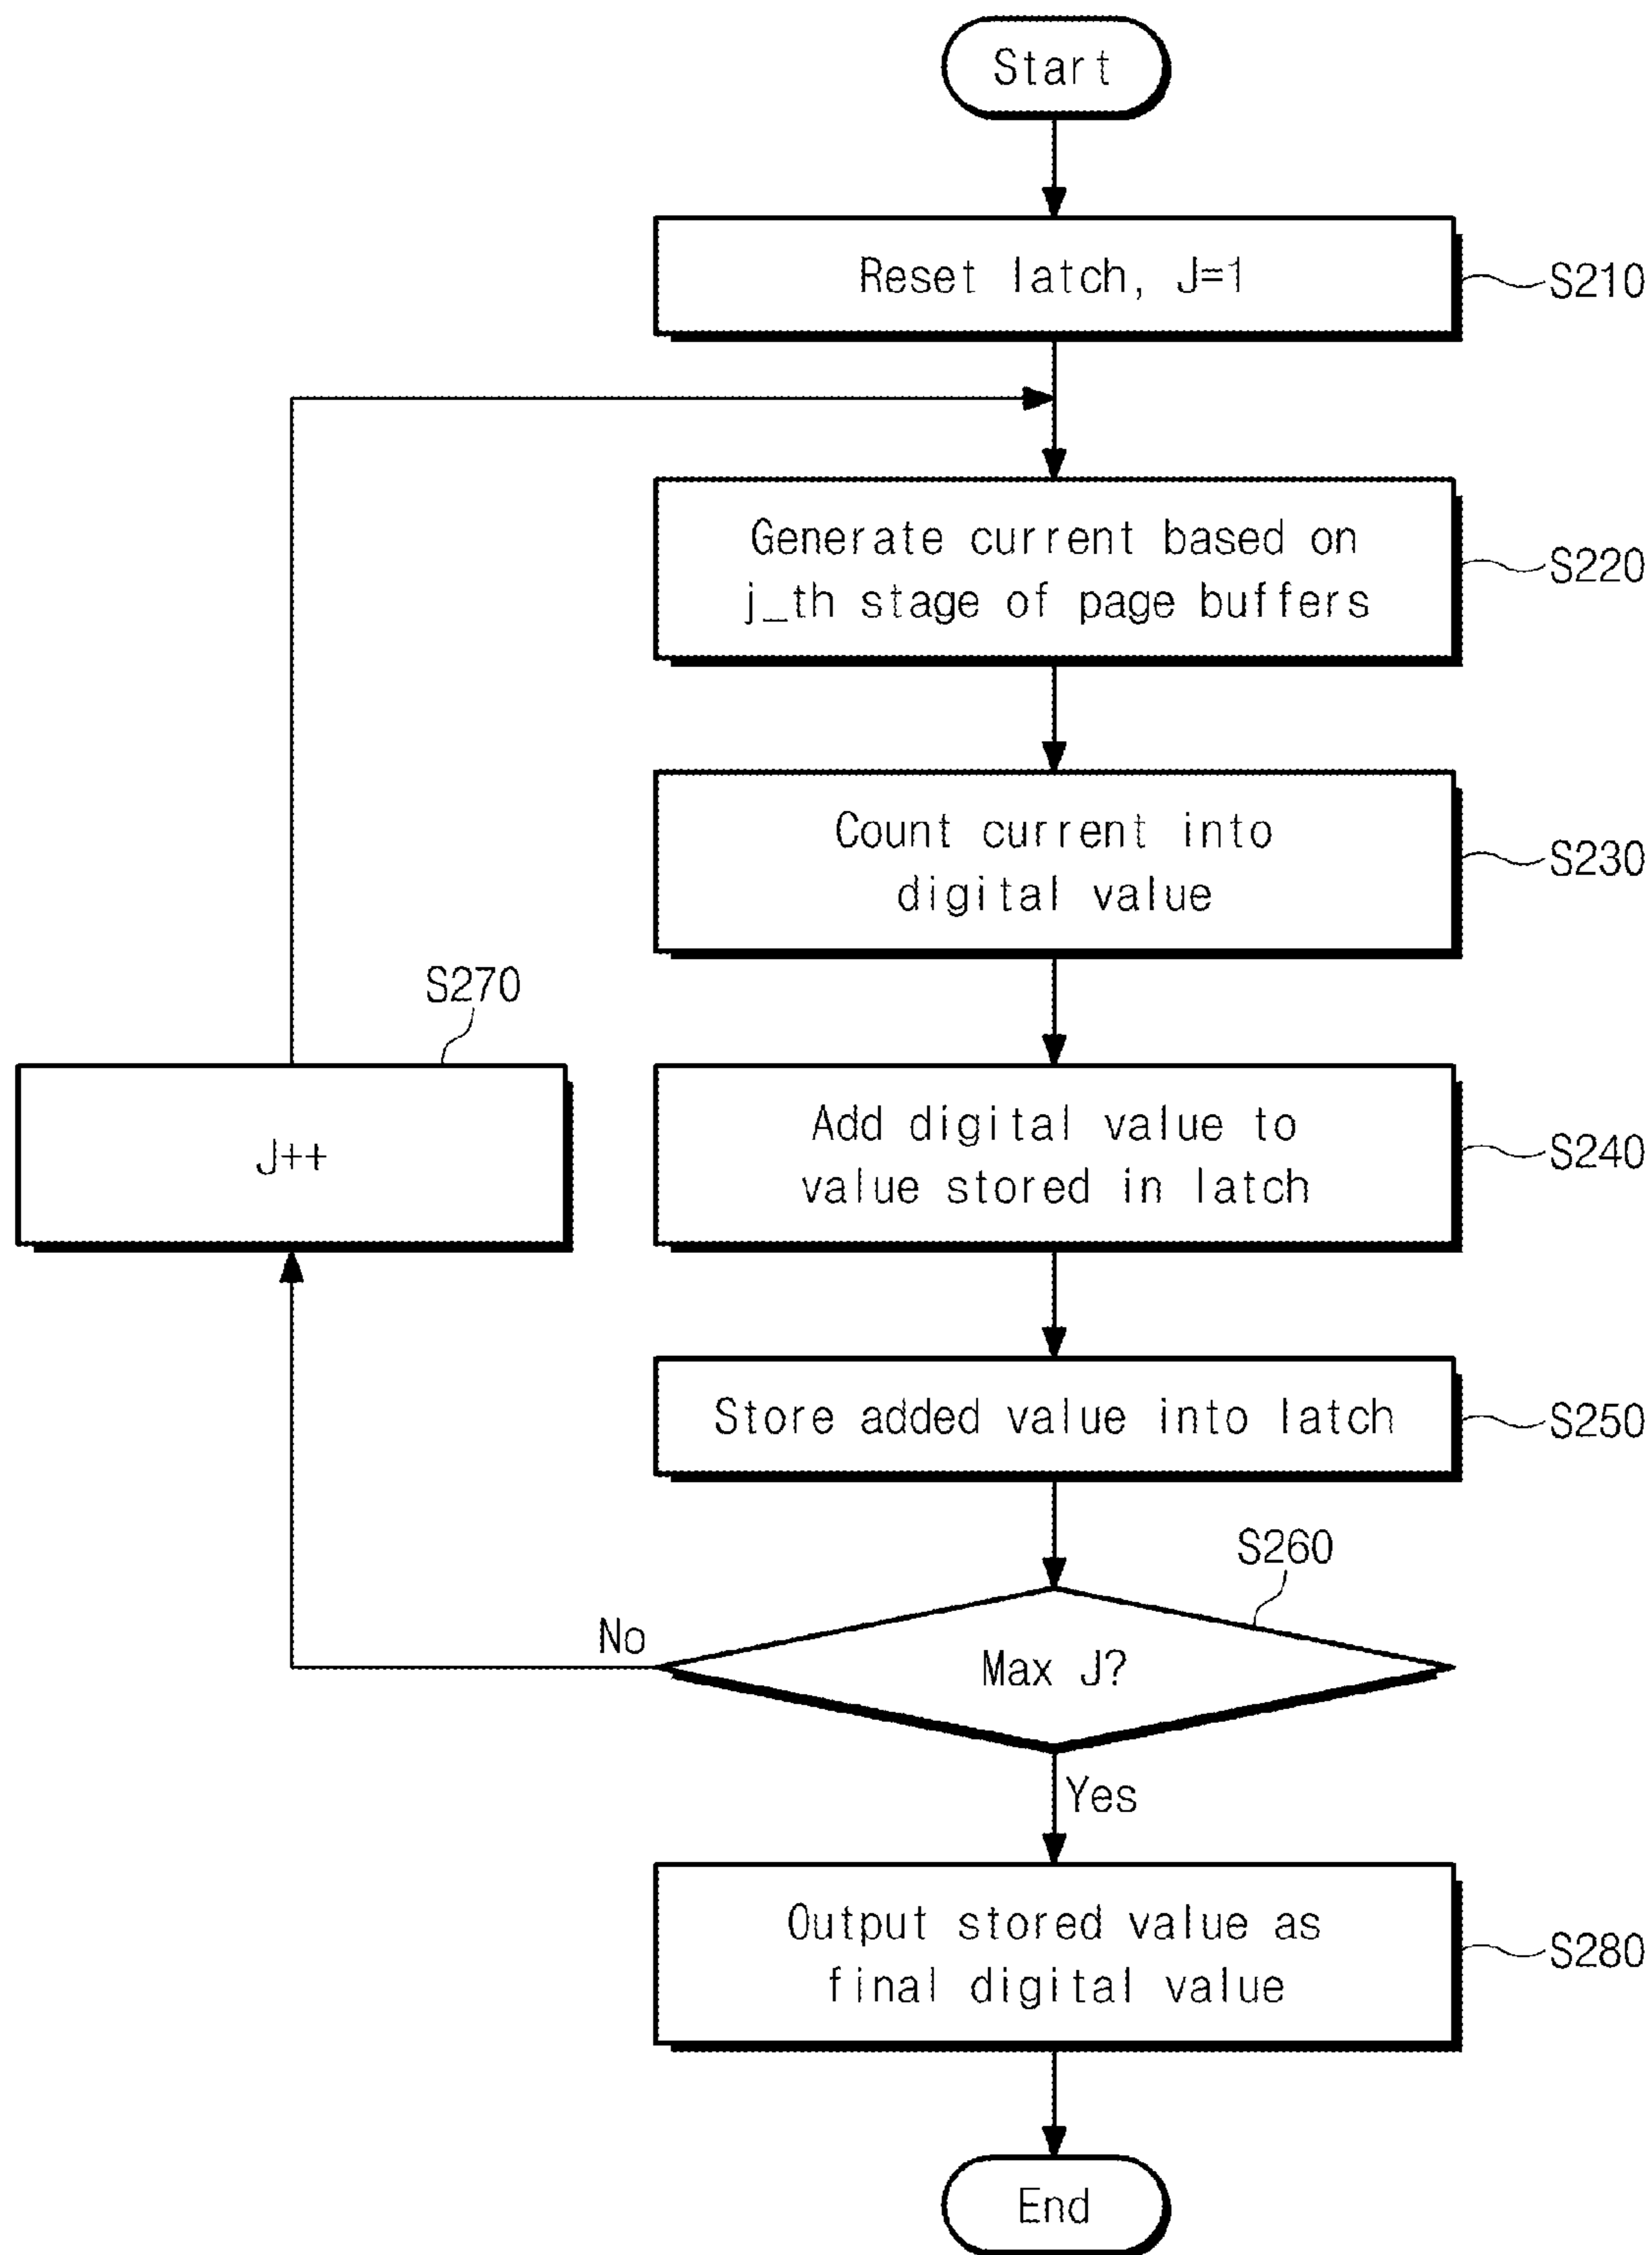 Start
Reset latch, J=1
S210
Generate current based on
j_th stage of page buffers
S220
Count current into
digital value
S230
S270
J++
Add digital value to
value stored in latch
S240
Store added value into latch
S250
S260
No
Max J?
Yes
Output stored value as
final digital value
S280
End